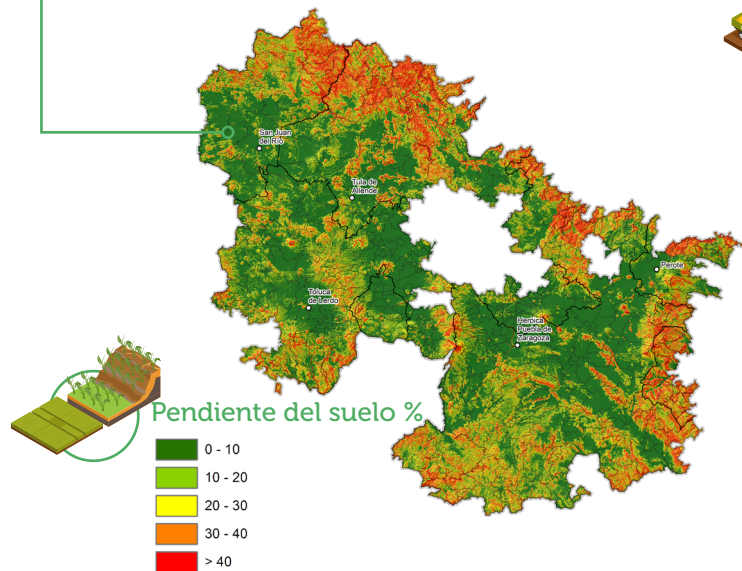 San Juan
del Río
Tula de
Allende
Perote
Toluca
de Lerdo
Heroica
Puebla de
Zaragoza
Pendiente del suelo %
0 - 10
10 - 20
20 - 30
30 - 40
> 40